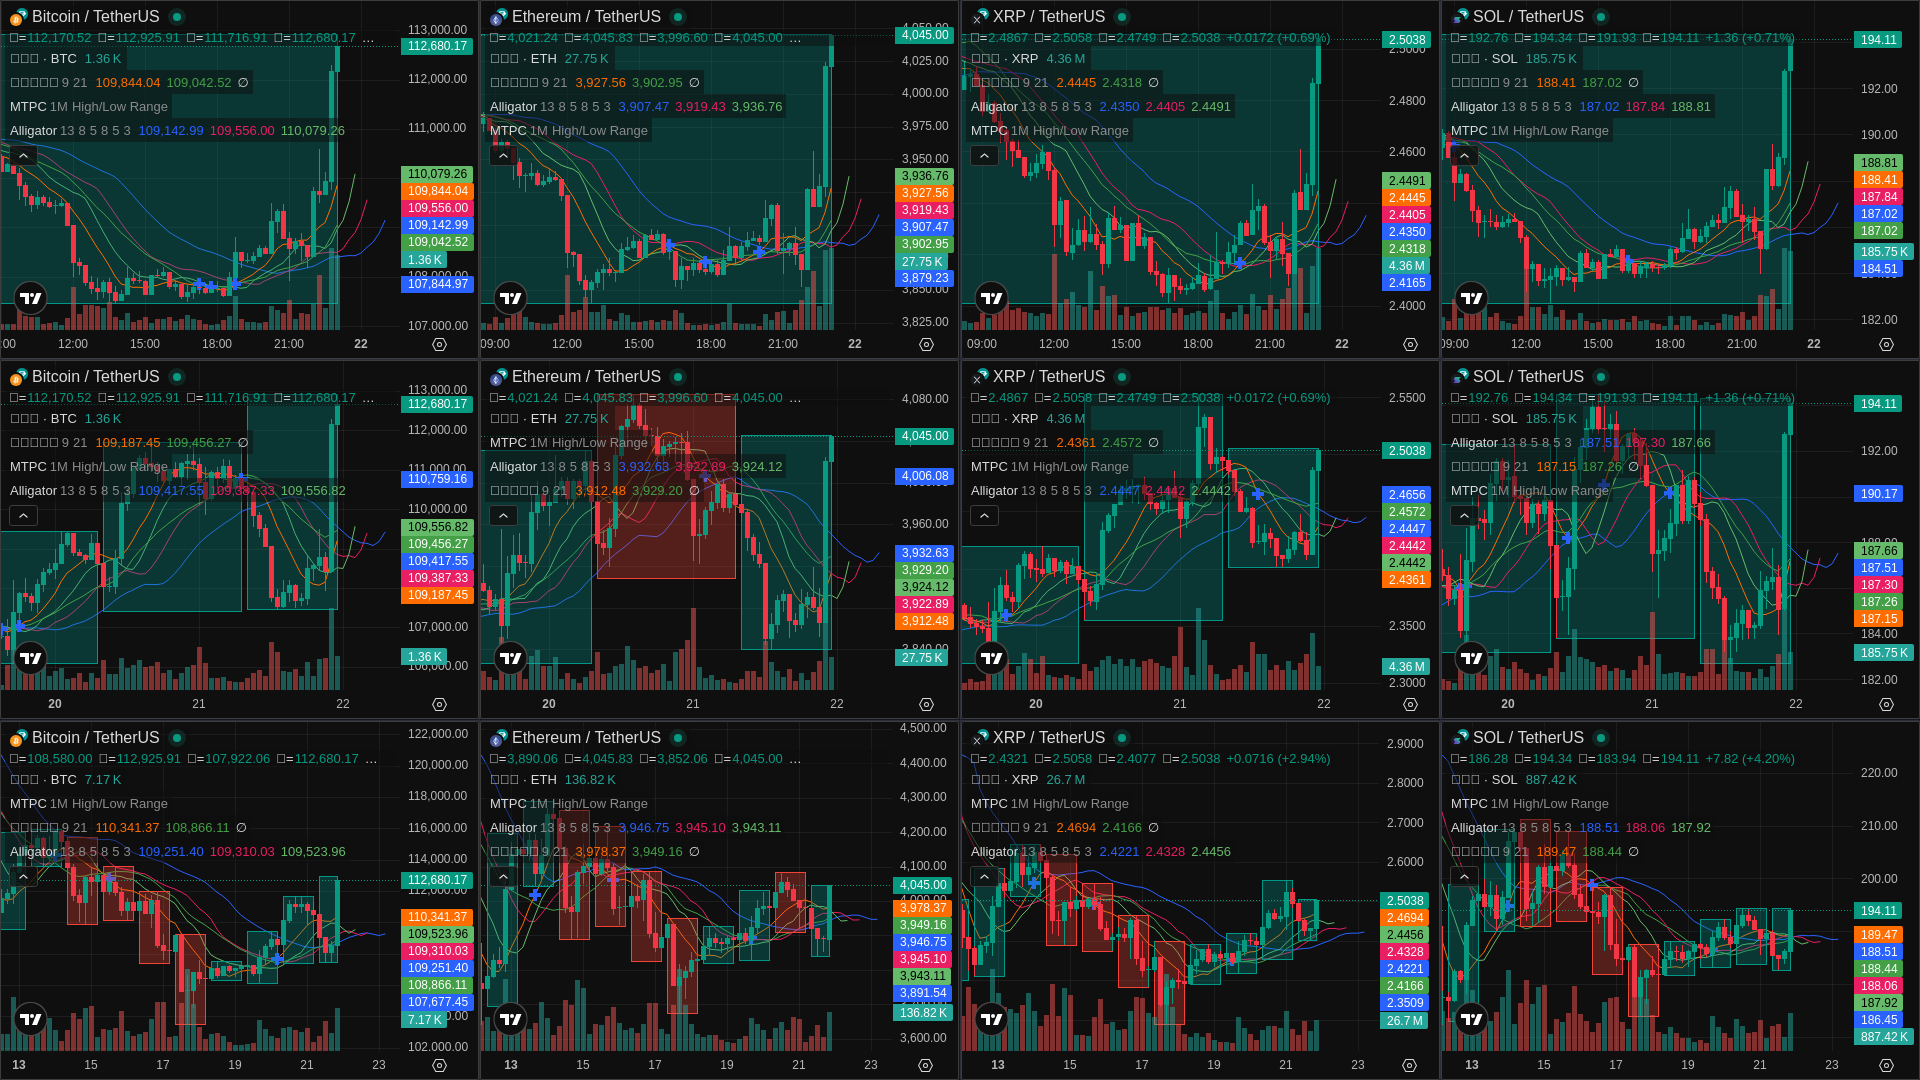 Bitcoin / TetherUS
□=112,170.52 □=112,925.91 □=111,716.91 □=112,680.17 …
□□□ · BTC 1.36 K
□□□□□ 9 21 109,844.04 109,042.52 ∅
MTPC 1M High/Low Range
Alligator 13 8 5 8 5 3 109,142.99 109,556.00 110,079.26
113,000.00
112,680.17
112,000.00
111,000.00
110,079.26
109,844.04
109,556.00
109,142.99
109,042.52
1.36 K
108,000.00
107,844.97
107,000.00
12:00 15:00 18:00 21:00 22
Ethereum / TetherUS
□=4,021.24 □=4,045.83 □=3,996.60 □=4,045.00 …
□□□ · ETH 27.75 K
□□□□□ 9 21 3,927.56 3,902.95 ∅
Alligator 13 8 5 8 5 3 3,907.47 3,919.43 3,936.76
MTPC 1M High/Low Range
4,050.00
4,045.00
4,025.00
4,000.00
3,975.00
3,950.00
3,936.76
3,927.56
3,919.43
3,907.47
3,902.95
27.75 K
3,879.23
3,850.00
3,825.00
09:00 12:00 15:00 18:00 21:00 22
XRP / TetherUS
□=2.4867 □=2.5058 □=2.4749 □=2.5038 +0.0172 (+0.69%)
□□□ · XRP 4.36 M
□□□□□ 9 21 2.4445 2.4318 ∅
Alligator 13 8 5 8 5 3 2.4350 2.4405 2.4491
MTPC 1M High/Low Range
2.5038
2.5000
2.4800
2.4600
2.4491
2.4445
2.4405
2.4350
2.4318
4.36 M
2.4165
2.4000
09:00 12:00 15:00 18:00 21:00 22
SOL / TetherUS
□=192.76 □=194.34 □=191.93 □=194.11 +1.36 (+0.71%)
□□□ · SOL 185.75 K
□□□□□ 9 21 188.41 187.02 ∅
Alligator 13 8 5 8 5 3 187.02 187.84 188.81
MTPC 1M High/Low Range
194.11
192.00
190.00
188.81
188.41
187.84
187.02
187.02
185.75 K
184.51
182.00
09:00 12:00 15:00 18:00 21:00 22
Bitcoin / TetherUS
□=112,170.52 □=112,925.91 □=111,716.91 □=112,680.17 …
□□□ · BTC 1.36 K
□□□□□ 9 21 109,187.45 109,456.27 ∅
MTPC 1M High/Low Range
Alligator 13 8 5 8 5 3 109,417.55 109,387.33 109,556.82
113,000.00
112,680.17
112,000.00
111,000.00
110,759.16
110,000.00
109,556.82
109,456.27
109,417.55
109,387.33
109,187.45
107,000.00
1.36 K
106,000.00
20 21 22
Ethereum / TetherUS
□=4,021.24 □=4,045.83 □=3,996.60 □=4,045.00 …
□□□ · ETH 27.75 K
MTPC 1M High/Low Range
Alligator 13 8 5 8 5 3 3,932.63 3,922.89 3,924.12
□□□□□ 9 21 3,912.48 3,929.20 ∅
4,080.00
4,045.00
4,006.08
3,960.00
3,932.63
3,929.20
3,924.12
3,922.89
3,912.48
3,840.00
27.75 K
20 21 22
XRP / TetherUS
□=2.4867 □=2.5058 □=2.4749 □=2.5038 +0.0172 (+0.69%)
□□□ · XRP 4.36 M
□□□□□ 9 21 2.4361 2.4572 ∅
MTPC 1M High/Low Range
Alligator 13 8 5 8 5 3 2.4447 2.4442 2.4442
2.5500
2.5038
2.4656
2.4572
2.4447
2.4442
2.4442
2.4361
2.3500
4.36 M
2.3000
20 21 22
SOL / TetherUS
□=192.76 □=194.34 □=191.93 □=194.11 +1.36 (+0.71%)
□□□ · SOL 185.75 K
Alligator 13 8 5 8 5 3 187.51 187.30 187.66
□□□□□ 9 21 187.15 187.26 ∅
MTPC 1M High/Low Range
194.11
192.00
190.17
188.00
187.66
187.51
187.30
187.26
187.15
184.00
185.75 K
182.00
20 21 22
Bitcoin / TetherUS
□=108,580.00 □=112,925.91 □=107,922.06 □=112,680.17 …
□□□ · BTC 7.17 K
MTPC 1M High/Low Range
□□□□□ 9 21 110,341.37 108,866.11 ∅
Alligator 13 8 5 8 5 3 109,251.40 109,310.03 109,523.96
122,000.00
120,000.00
118,000.00
116,000.00
114,000.00
112,680.17
112,000.00
110,341.37
109,523.96
109,310.03
109,251.40
108,866.11
107,677.45
7.17 K
102,000.00
13 15 17 19 21 23
Ethereum / TetherUS
□=3,890.06 □=4,045.83 □=3,852.06 □=4,045.00 …
□□□ · ETH 136.82 K
MTPC 1M High/Low Range
Alligator 13 8 5 8 5 3 3,946.75 3,945.10 3,943.11
□□□□□ 9 21 3,978.37 3,949.16 ∅
4,500.00
4,400.00
4,300.00
4,200.00
4,100.00
4,045.00
3,978.37
3,949.16
3,946.75
3,945.10
3,943.11
3,891.54
136.82 K
3,600.00
13 15 17 19 21 23
XRP / TetherUS
□=2.4321 □=2.5058 □=2.4077 □=2.5038 +0.0716 (+2.94%)
□□□ · XRP 26.7 M
MTPC 1M High/Low Range
□□□□□ 9 21 2.4694 2.4166 ∅
Alligator 13 8 5 8 5 3 2.4221 2.4328 2.4456
2.9000
2.8000
2.7000
2.6000
2.5038
2.4694
2.4456
2.4328
2.4221
2.4166
2.3509
26.7 M
13 15 17 19 21 23
SOL / TetherUS
□=186.28 □=194.34 □=183.94 □=194.11 +7.82 (+4.20%)
□□□ · SOL 887.42 K
MTPC 1M High/Low Range
Alligator 13 8 5 8 5 3 188.51 188.06 187.92
□□□□□ 9 21 189.47 188.44 ∅
220.00
210.00
200.00
194.11
189.47
188.51
188.44
188.06
187.92
186.45
887.42 K
13 15 17 19 21 23